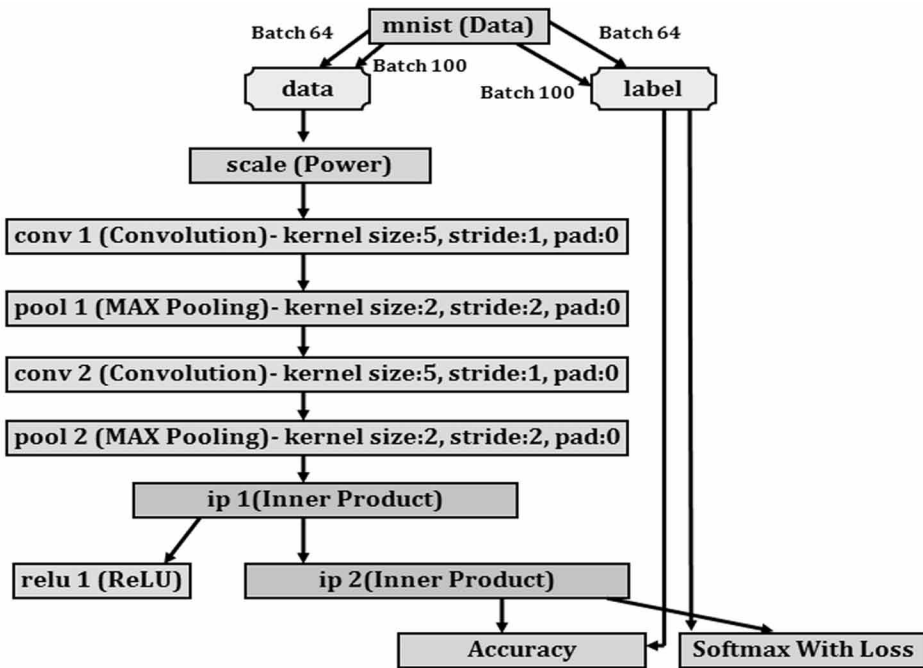 mnist (Data)
Batch 64
Batch 64
Batch 100
Batch 100
data
label
scale (Power)
conv 1 (Convolution)- kernel size:5, stride:1, pad:0
pool 1 (MAX Pooling)- kernel size:2, stride:2, pad:0
conv 2 (Convolution)- kernel size:5, stride:1, pad:0
pool 2 (MAX Pooling)- kernel size:2, stride:2, pad:0
ip 1(Inner Product)
relu 1 (ReLU)
ip 2(Inner Product)
Accuracy
Softmax With Loss